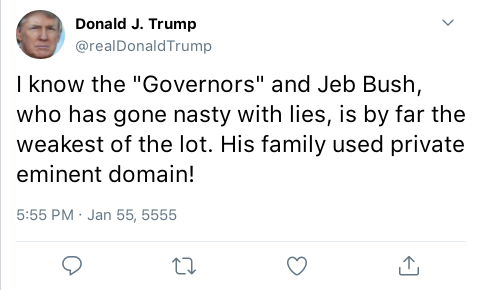 Donald J. Trump
@realDonaldTrump
I know the "Governors" and Jeb Bush,
who has gone nasty with lies, is by far the
weakest of the lot. His family used private
eminent domain!
5:55 PM · Jan 55, 5555